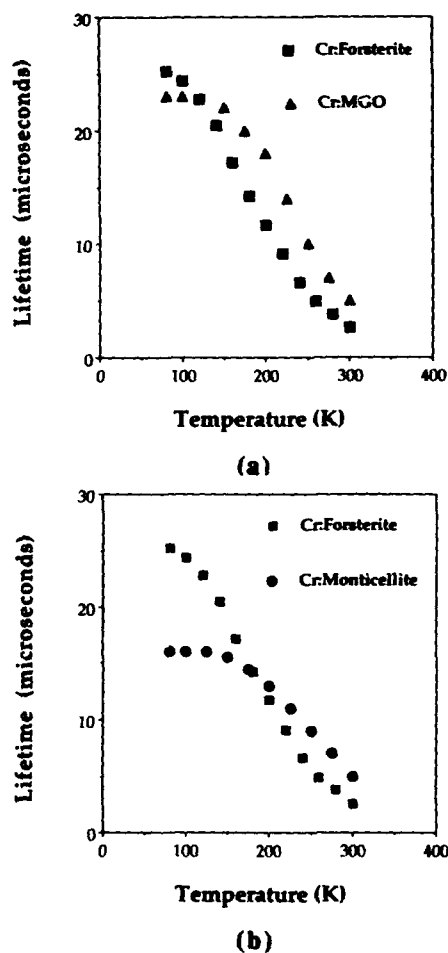 30
Cr:Forsterite
Cr:MGO
20
10
0
0 100 200 300 400
Lifetime (microseconds)
Temperature (K)
(a)
30
Cr:Forsterite
Cr:Monticellite
20
10
0
0 100 200 300 400
Lifetime (microseconds)
Temperature (K)
(b)